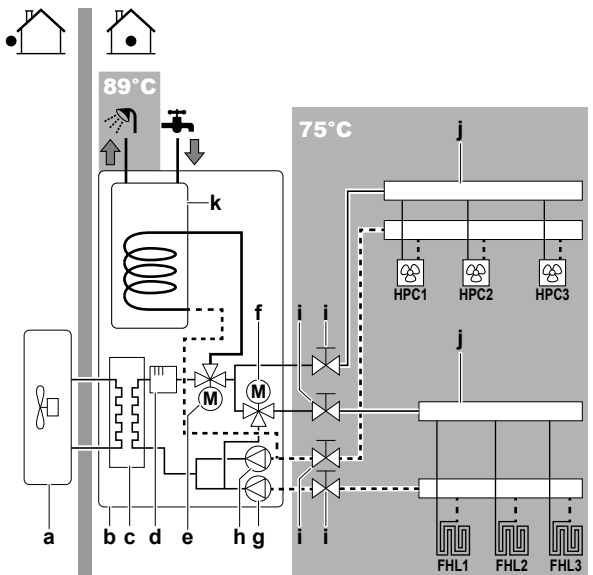 89°C
75°C
j
k
HPC1 HPC2 HPC3
f i i
j
M
M
a b c d e h g i i
FHL1 FHL2 FHL3